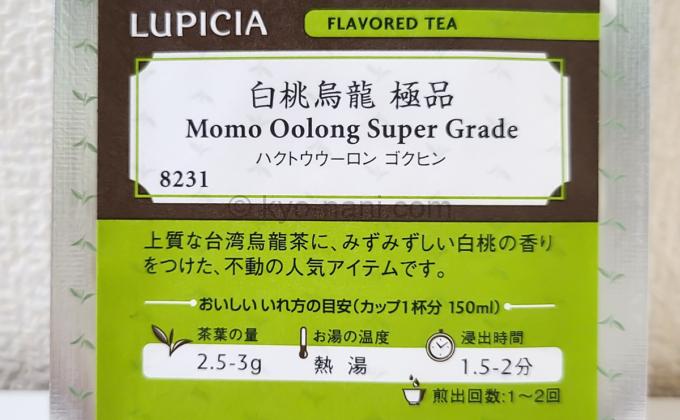 LUPICIA
FLAVORED TEA
白桃烏龍 極品
Momo Oolong Super Grade
ハクトウウーロン ゴクヒン
8231
© kyo-nani.com
上質な台湾烏龍茶に、みずみずしい白桃の香り
をつけた、不動の人気アイテムです。
おいしいいれ方の目安(カップ1杯分 150ml)
茶葉の量
2.5-3g
お湯の温度
熱湯
浸出時間
1.5-2分
煎出回数:1〜2回